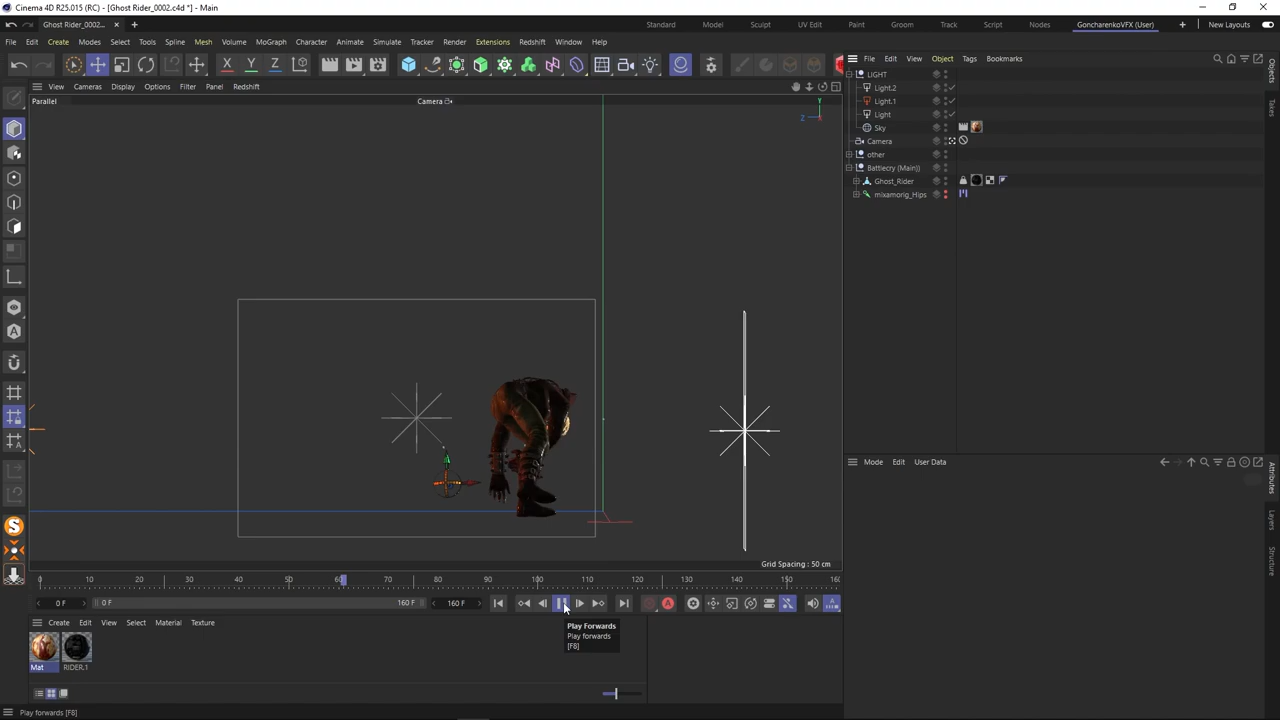 Cinema 4D R25.015 (RC) - [Ghost Rider_0002.c4d *] - Main
Ghost Rider_0002....
Standard
Model
Sculpt
UV Edit
Paint
Groom
Track
Script
Nodes
GoncharenkoVFX (User)
New Layouts
File Edit Create Modes Select Tools Spline Mesh Volume MoGraph Character Animate Simulate Tracker Render Extensions Redshift Window Help
File Edit View Object Tags Bookmarks
View Cameras Display Options Filter Panel Redshift
Parallel
Camera
Y
Z
LIGHT
Light.2
Light.1
Light
Sky
Camera
other
Battlecry (Main))
Ghost_Rider
mixamorig_Hips
Objects
Takes
Mode Edit User Data
Attributes
Layers
Structure
Grid Spacing : 50 cm
0 10 20 30 40 50 60 70 80 90 100 110 120 130 140 150 160
0 F
0 F
160 F
160 F
Play Forwards
Play forwards
[F8]
Create Edit View Select Material Texture
Mat
RIDER.1
Play forwards [F8]